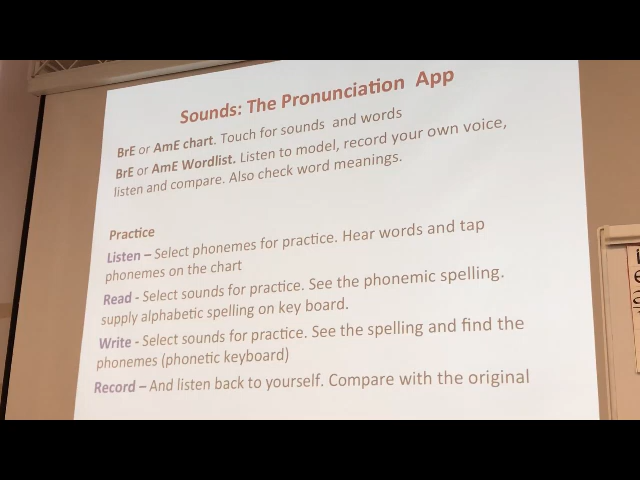 Sounds: The Pronunciation App
BrE or AmE chart. Touch for sounds and words
BrE or AmE Wordlist. Listen to model, record your own voice,
listen and compare. Also check word meanings.
Practice
Listen – Select phonemes for practice. Hear words and tap
phonemes on the chart
Read - Select sounds for practice. See the phonemic spelling.
supply alphabetic spelling on key board.
Write - Select sounds for practice. See the spelling and find the
phonemes (phonetic keyboard)
Record – And listen back to yourself. Compare with the original